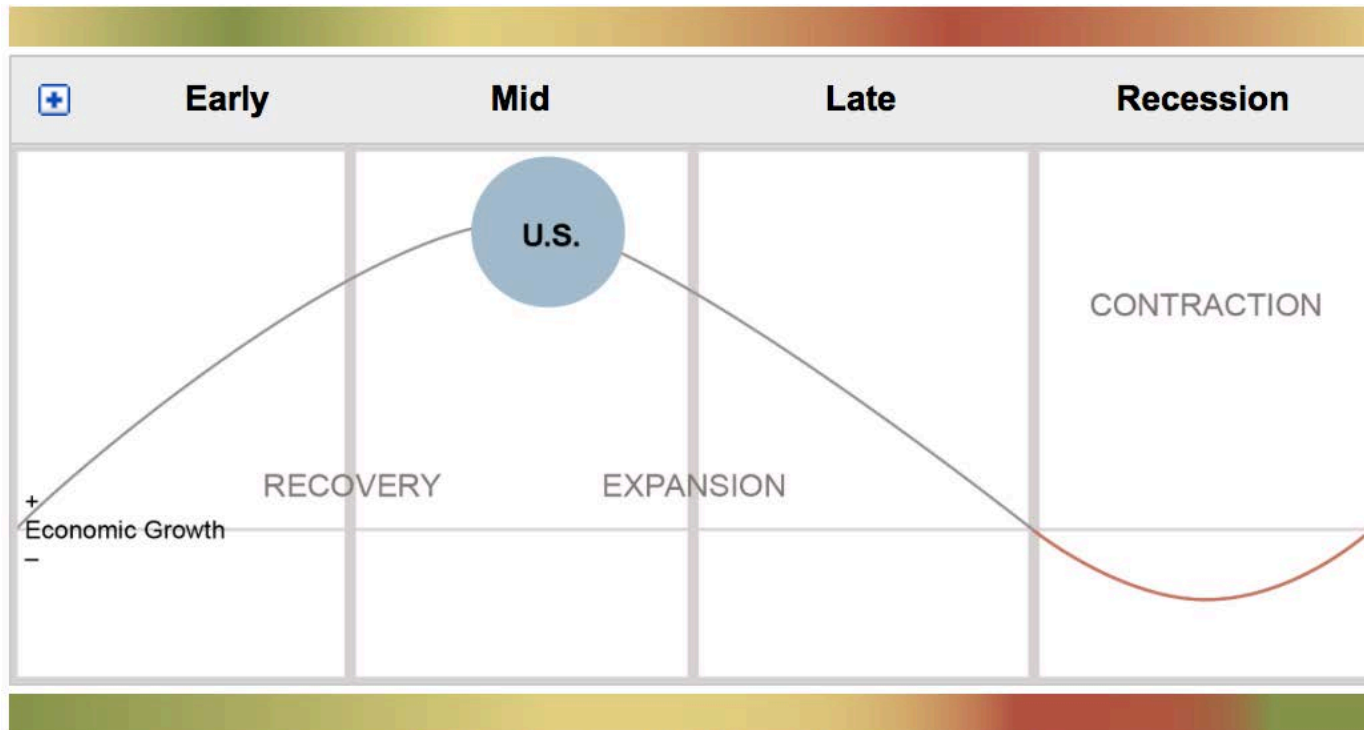 Early Mid Late Recession
U.S.
CONTRACTION
RECOVERY EXPANSION
+
Economic Growth
–